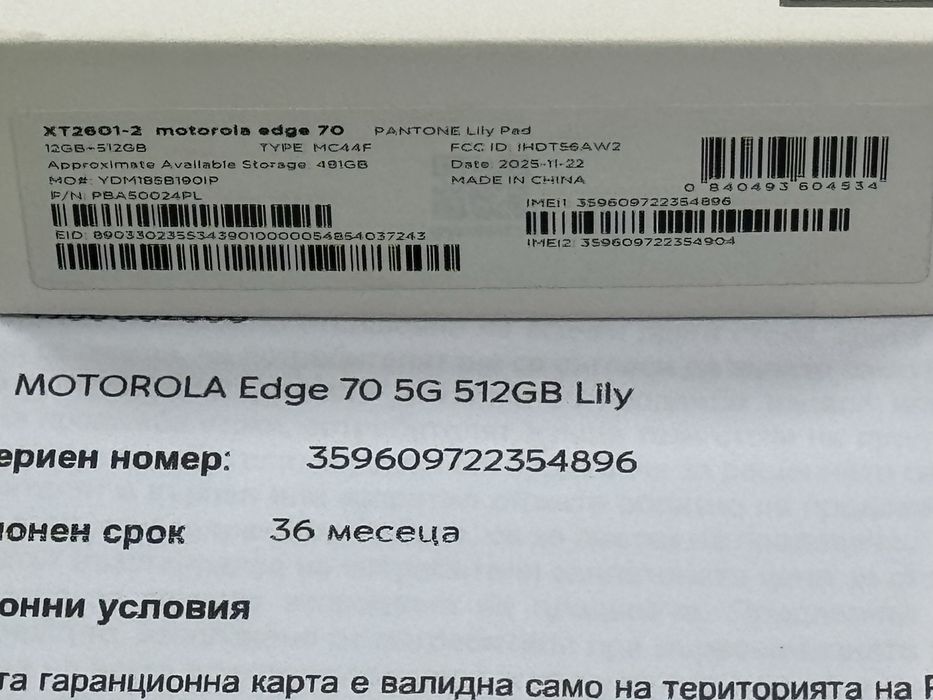 XT2601-2 motorola edge 70 PANTONE Lily Pad
12GB+512GB TYPE MC44F FCC ID: IHDT56AW2
Approximate Available Storage: 491GB Date: 2025-11-22
MO#: YDM185B190IP MADE IN CHINA
P/N: PBA50024PL
0 840493 604534
IMEI1: 359609722354896
EID: 89033023553439010000054854037243
IMEI2: 359609722354904
MOTOROLA Edge 70 5G 512GB Lily
ериен номер: 359609722354896
ионен срок 36 месеца
онни условия
та гаранционна карта е валидна само на територията на